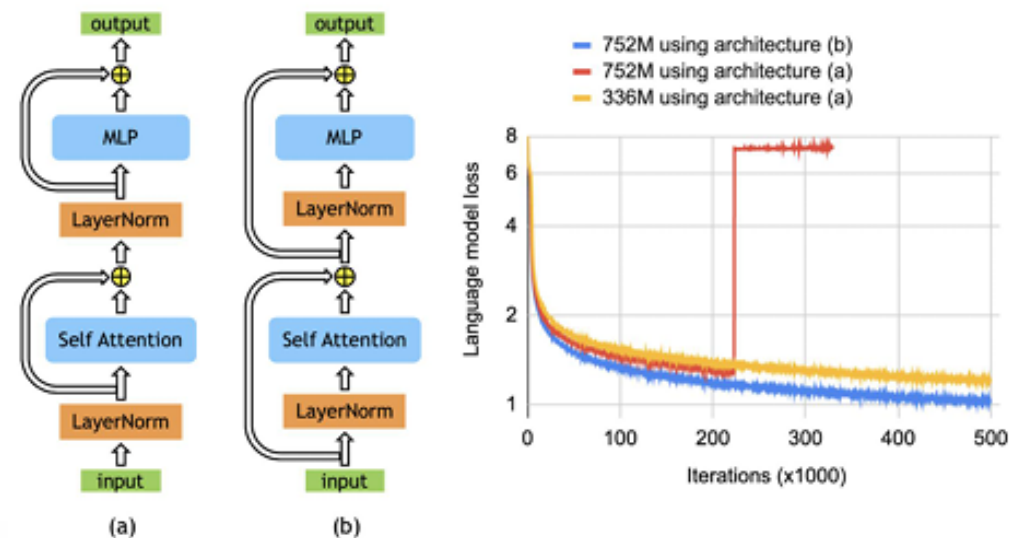 output
MLP
LayerNorm
Self Attention
LayerNorm
input
(a)
output
MLP
LayerNorm
Self Attention
LayerNorm
input
(b)
752M using architecture (b)
752M using architecture (a)
336M using architecture (a)
Language model loss
8
6
4
2
1
0 100 200 300 400 500
Iterations (x1000)